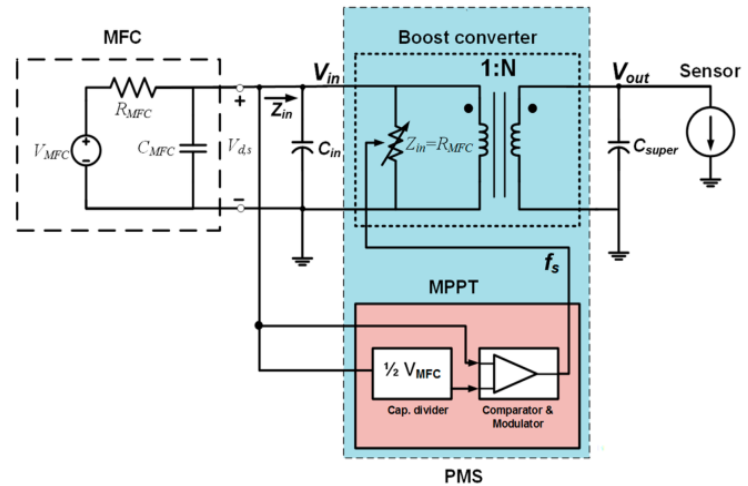 MFC
Boost converter
1:N
V_in
V_out
Sensor
+
Z_in
R_MFC
V_MFC
+
−
C_MFC
V_d,s
C_in
Z_in=R_MFC
C_super
−
f_s
MPPT
½ V_MFC
Cap. divider
Comparator &
Modulator
PMS